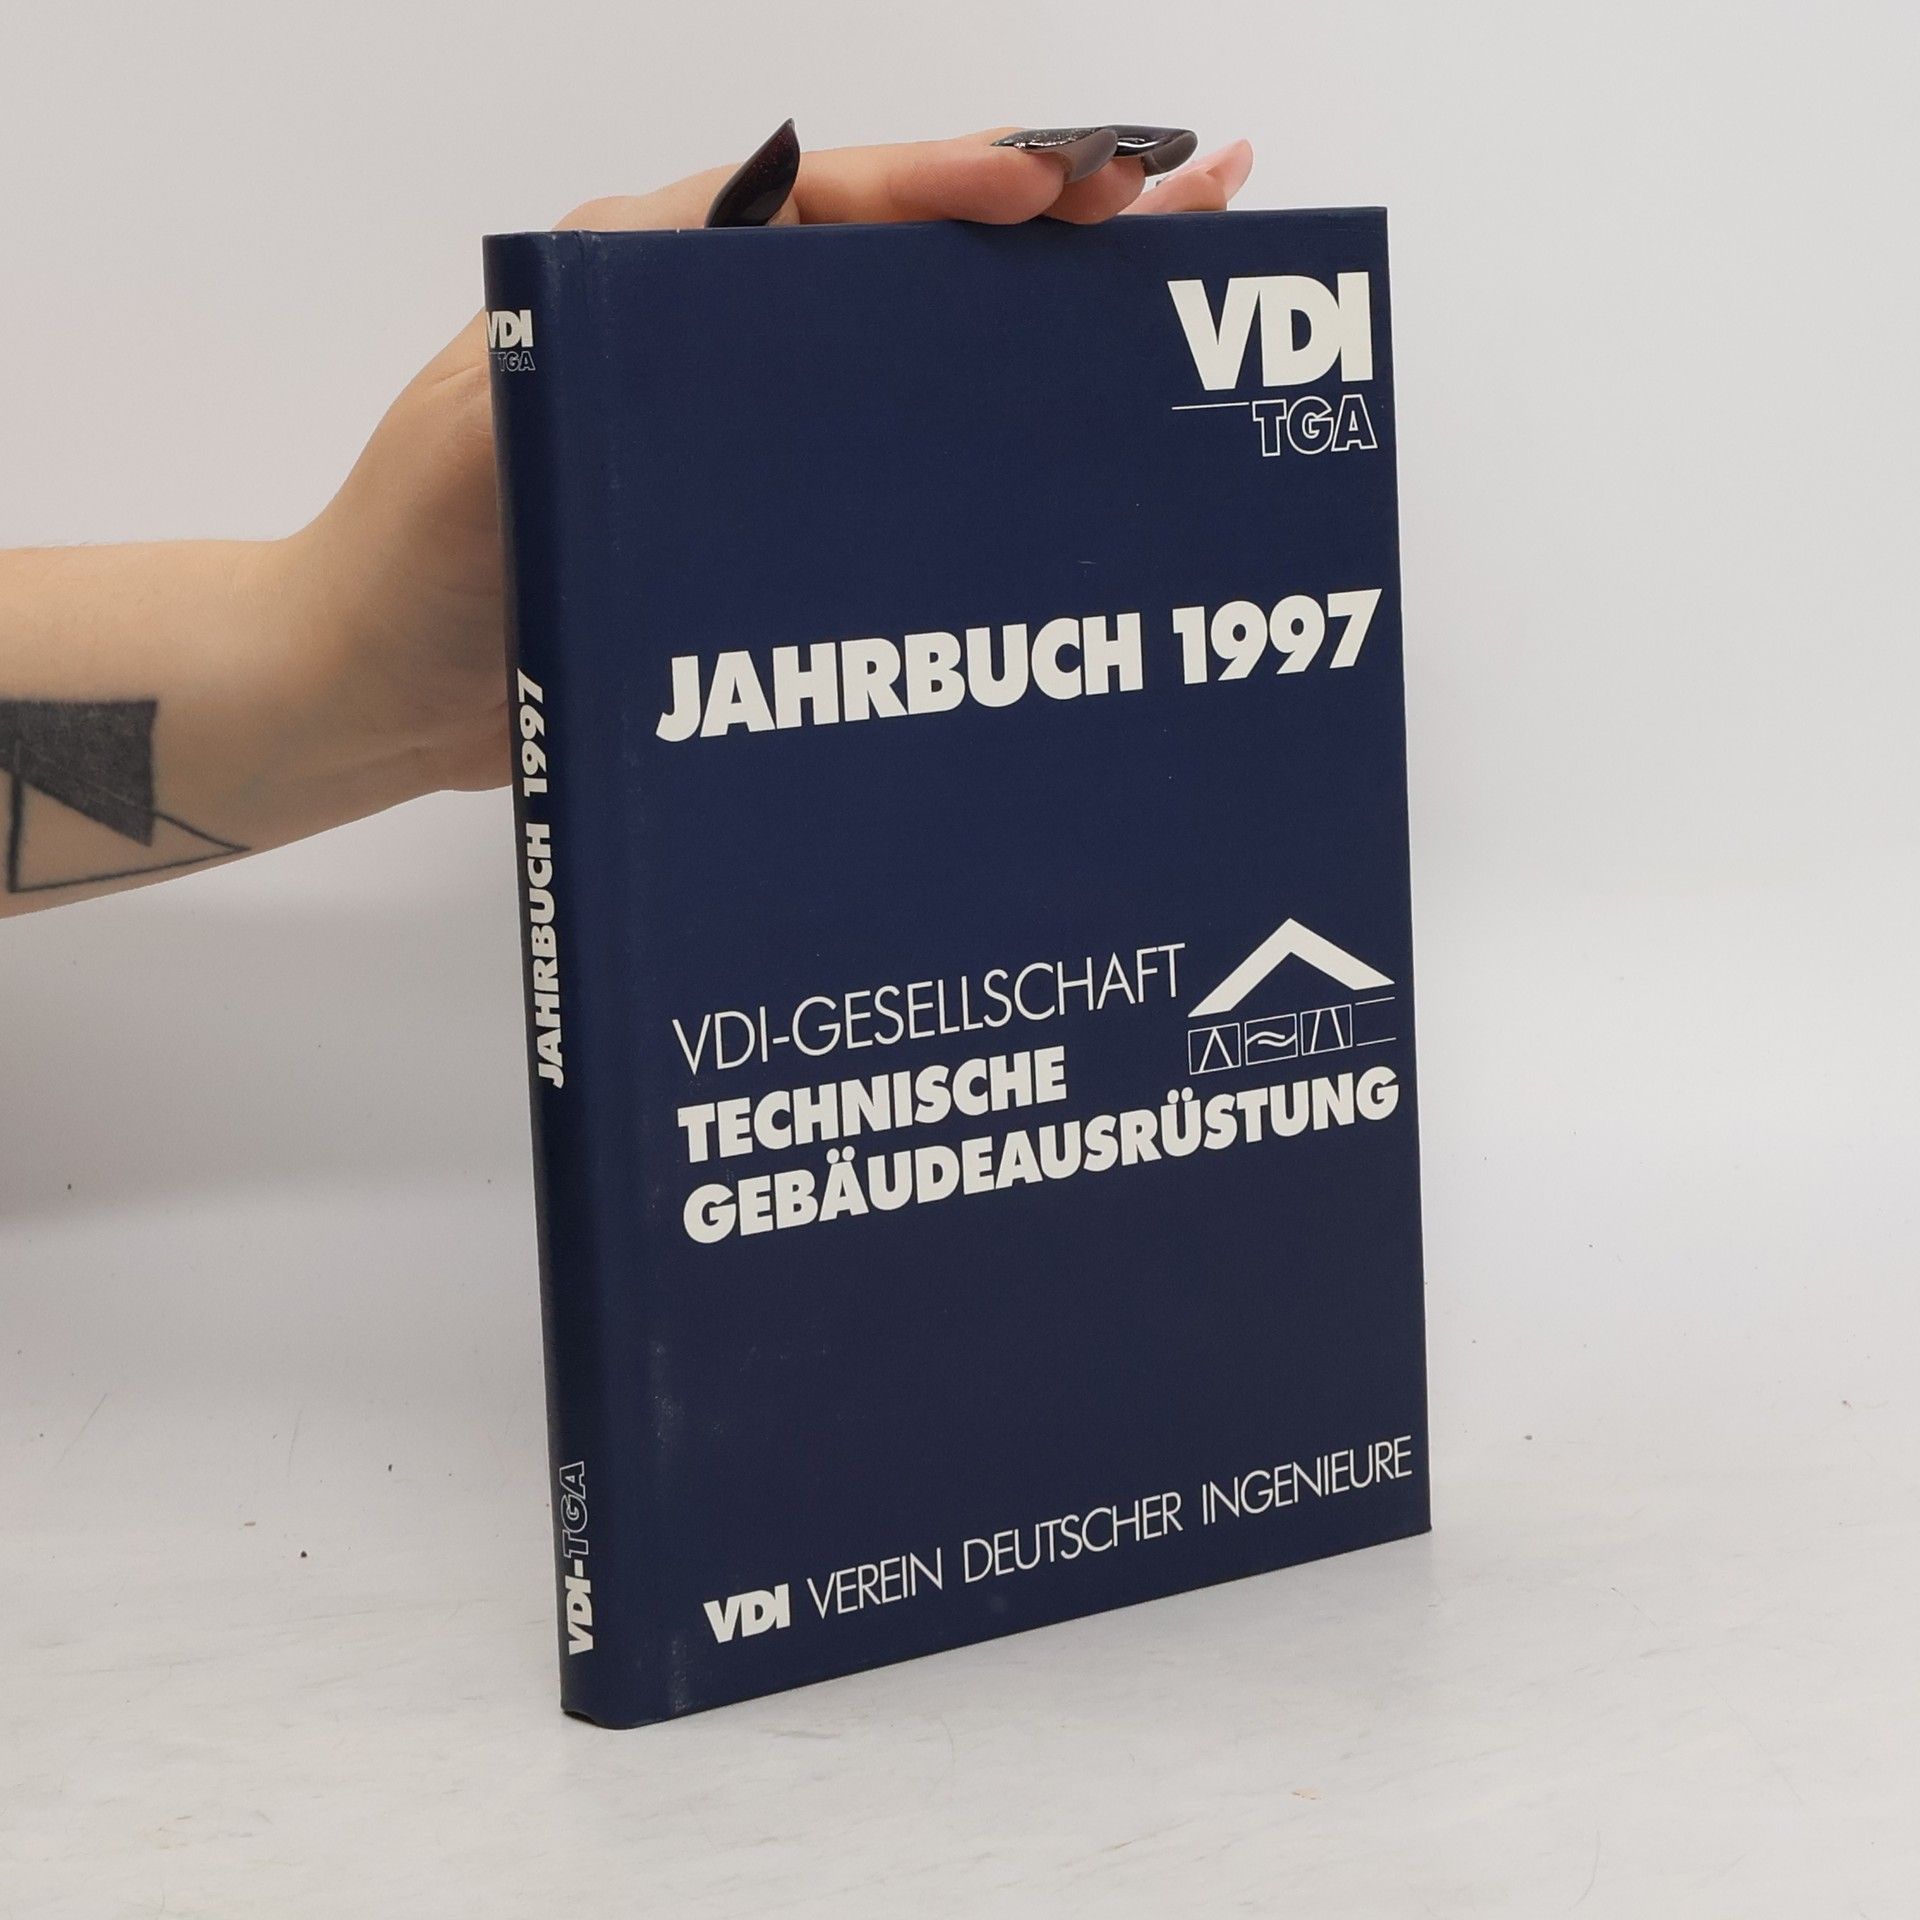 VDI
TGA
JAHRBUCH 1997
VDI-TGA
VDI
TGA
JAHRBUCH 1997
VDI-GESELLSCHAFT
TECHNISCHE
GEBÄUDEAUSRÜSTUNG
VDI VEREIN DEUTSCHER INGENIEURE